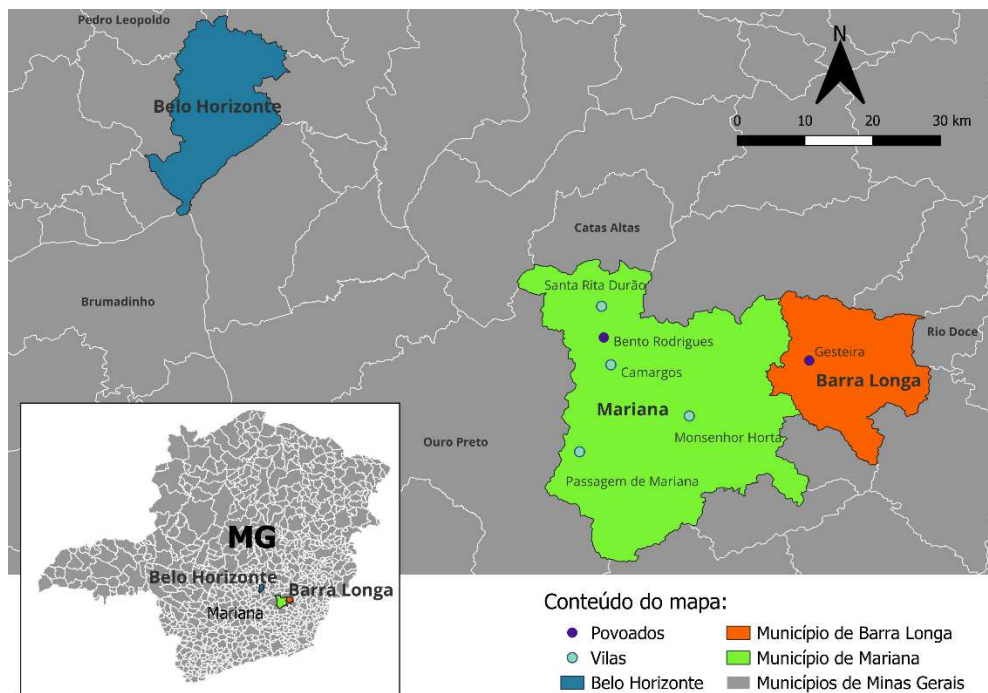 Pedro Leopoldo
Belo Horizonte
N
0 10 20 30 km
Catas Altas
Santa Rita Durão
Brumadinho
Bento Rodrigues
Rio Doce
Gesteira
Camargos
Barra Longa
Mariana
Ouro Preto
Monsenhor Horta
Passagem de Mariana
MG
Belo Horizonte
Barra Longa
Mariana
Conteúdo do mapa:
Povoados
Vilas
Belo Horizonte
Município de Barra Longa
Município de Mariana
Municípios de Minas Gerais